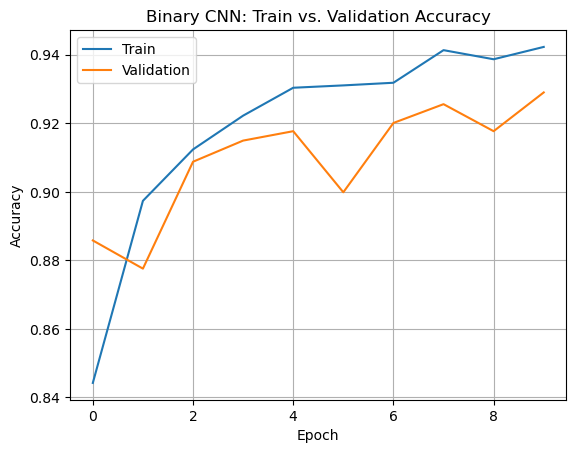 Binary CNN: Train vs. Validation Accuracy
Train
Validation
Accuracy
0.94
0.92
0.90
0.88
0.86
0.84
0 2 4 6 8
Epoch